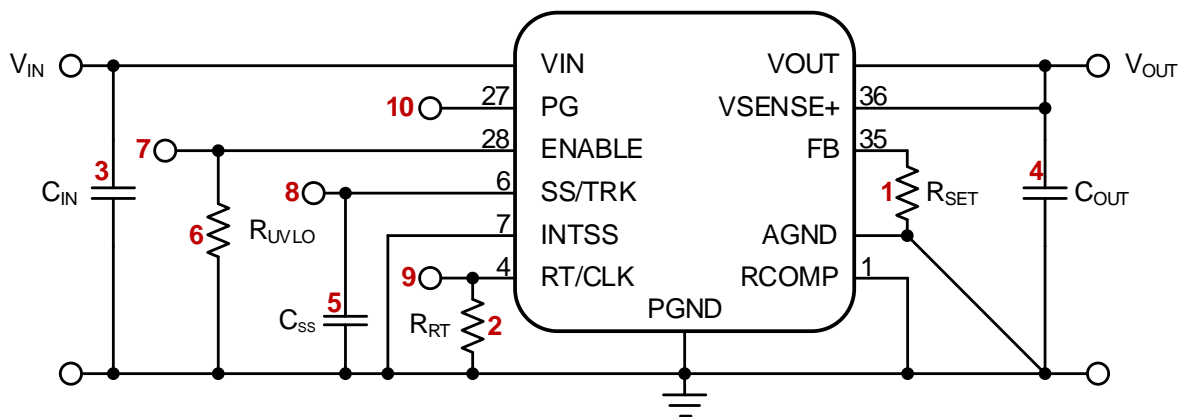 VIN
VIN
VOUT
VOUT
10
27
PG
VSENSE+
36
7
28
ENABLE
FB
35
3
CIN
8
6
SS/TRK
1
RSET
4
COUT
6
RUVLO
7
INTSS
AGND
9
4
RT/CLK
RCOMP
1
5
CSS
RRT
2
PGND